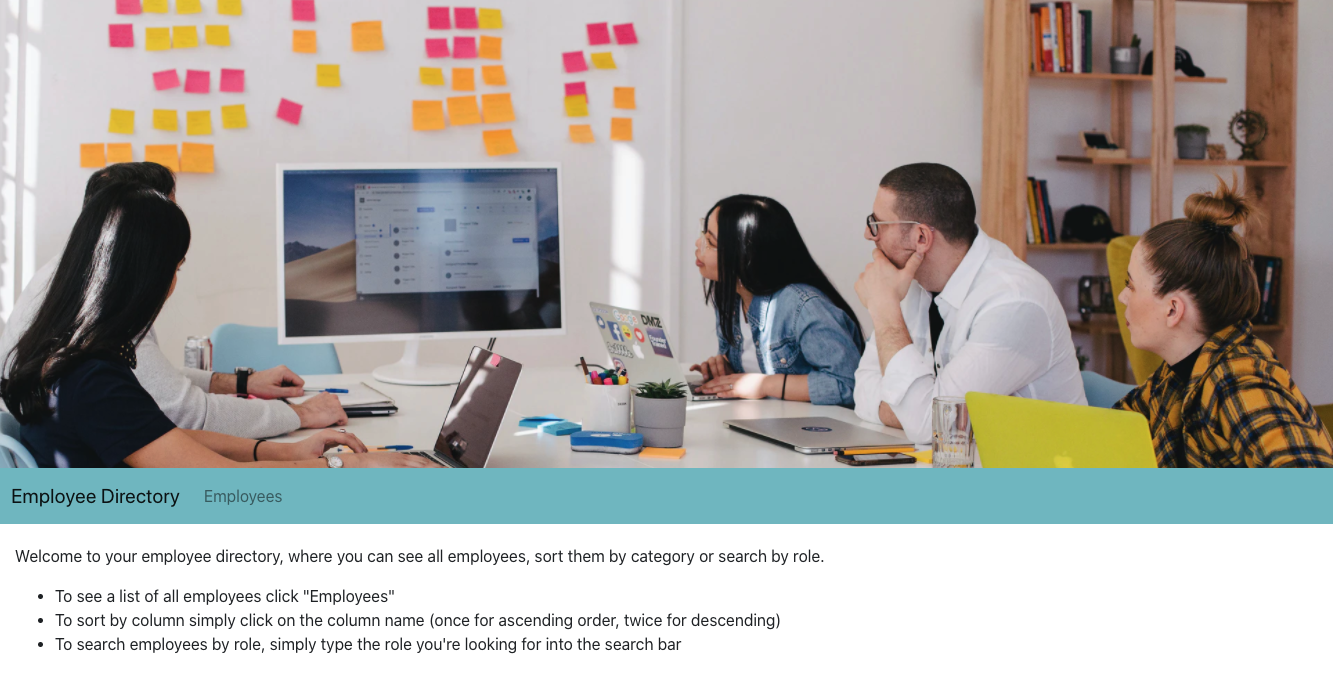 Google
DMZ
Employee Directory Employees
Welcome to your employee directory, where you can see all employees, sort them by category or search by role.
To see a list of all employees click "Employees"
To sort by column simply click on the column name (once for ascending order, twice for descending)
To search employees by role, simply type the role you're looking for into the search bar